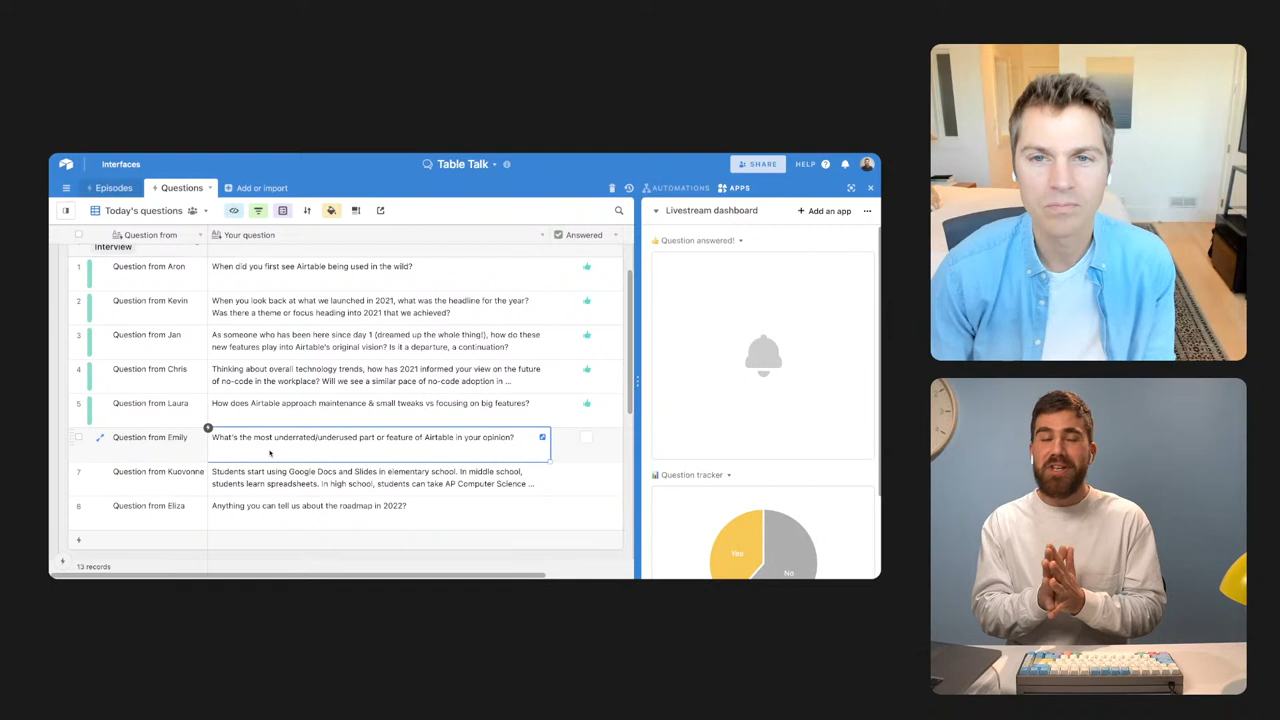 Interfaces
Table Talk
SHARE
HELP
Episodes
Questions
Add or import
AUTOMATIONS
APPS
Today's questions
Livestream dashboard
+ Add an app
Question from
Your question
Answered
Question answered!
Interview
1 Question from Aron When did you first see Airtable being used in the wild?
2 Question from Kevin When you look back at what we launched in 2021, what was the headline for the year?
Was there a theme or focus heading into 2021 that we achieved?
3 Question from Jan As someone who has been here since day 1 (dreamed up the whole thing!), how do these
new features play into Airtable's original vision? Is it a departure, a continuation?
4 Question from Chris Thinking about overall technology trends, how has 2021 informed your view on the future
of no-code in the workplace? Will we see a similar pace of no-code adoption in ...
5 Question from Laura How does Airtable approach maintenance & small tweaks vs focusing on big features?
Question from Emily What's the most underrated/underused part or feature of Airtable in your opinion?
7 Question from Kuovonne Students start using Google Docs and Slides in elementary school. In middle school,
students learn spreadsheets. In high school, students can take AP Computer Science ...
8 Question from Eliza Anything you can tell us about the roadmap in 2022?
Question tracker
Yes
No
13 records